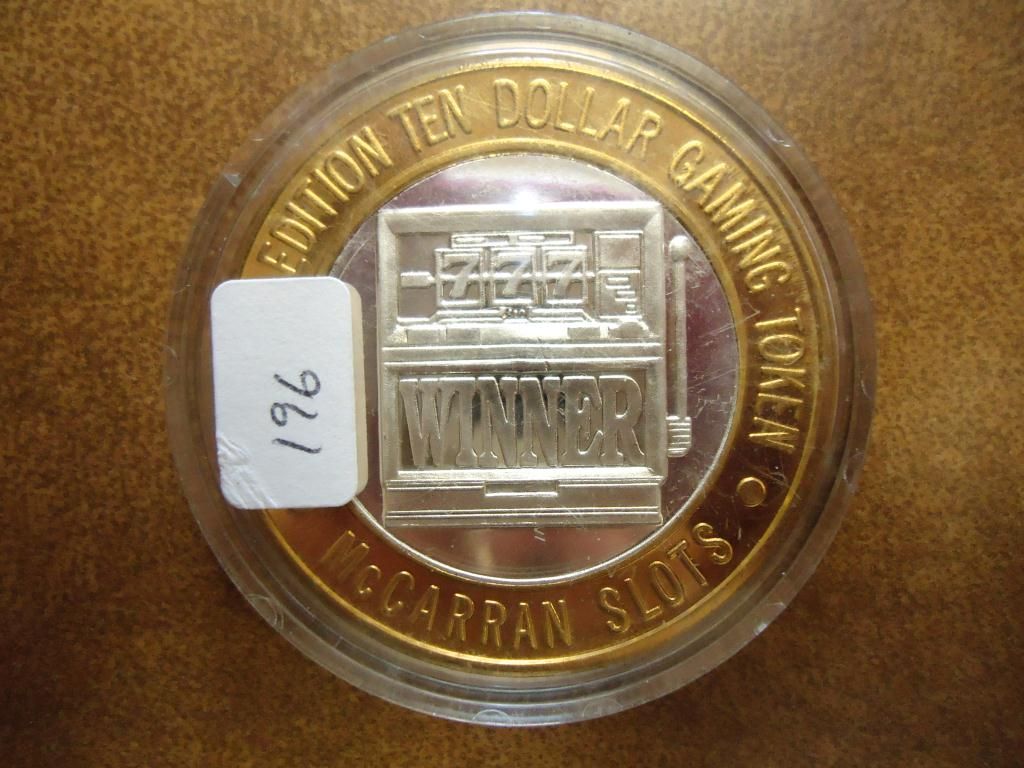 EDITION TEN DOLLAR GAMING TOKEN
777
WINNER
McCARRAN SLOTS
196